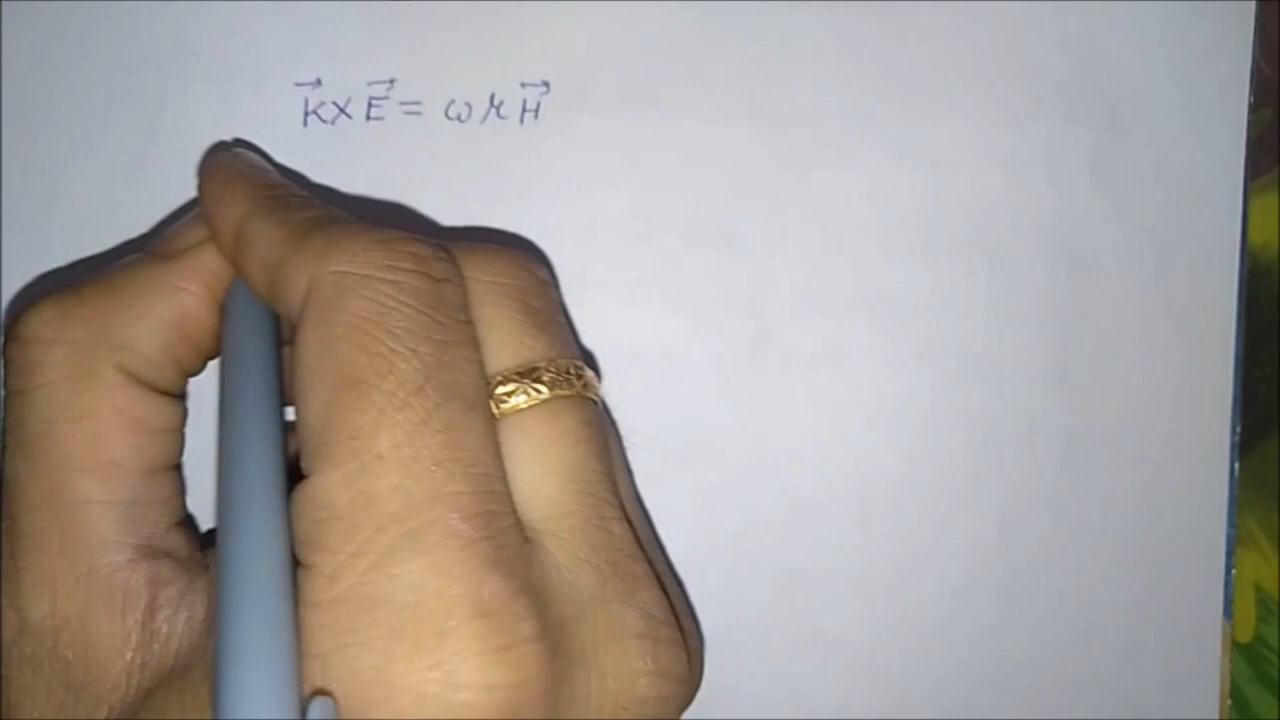 K⃗ × E⃗ = ωμH⃗